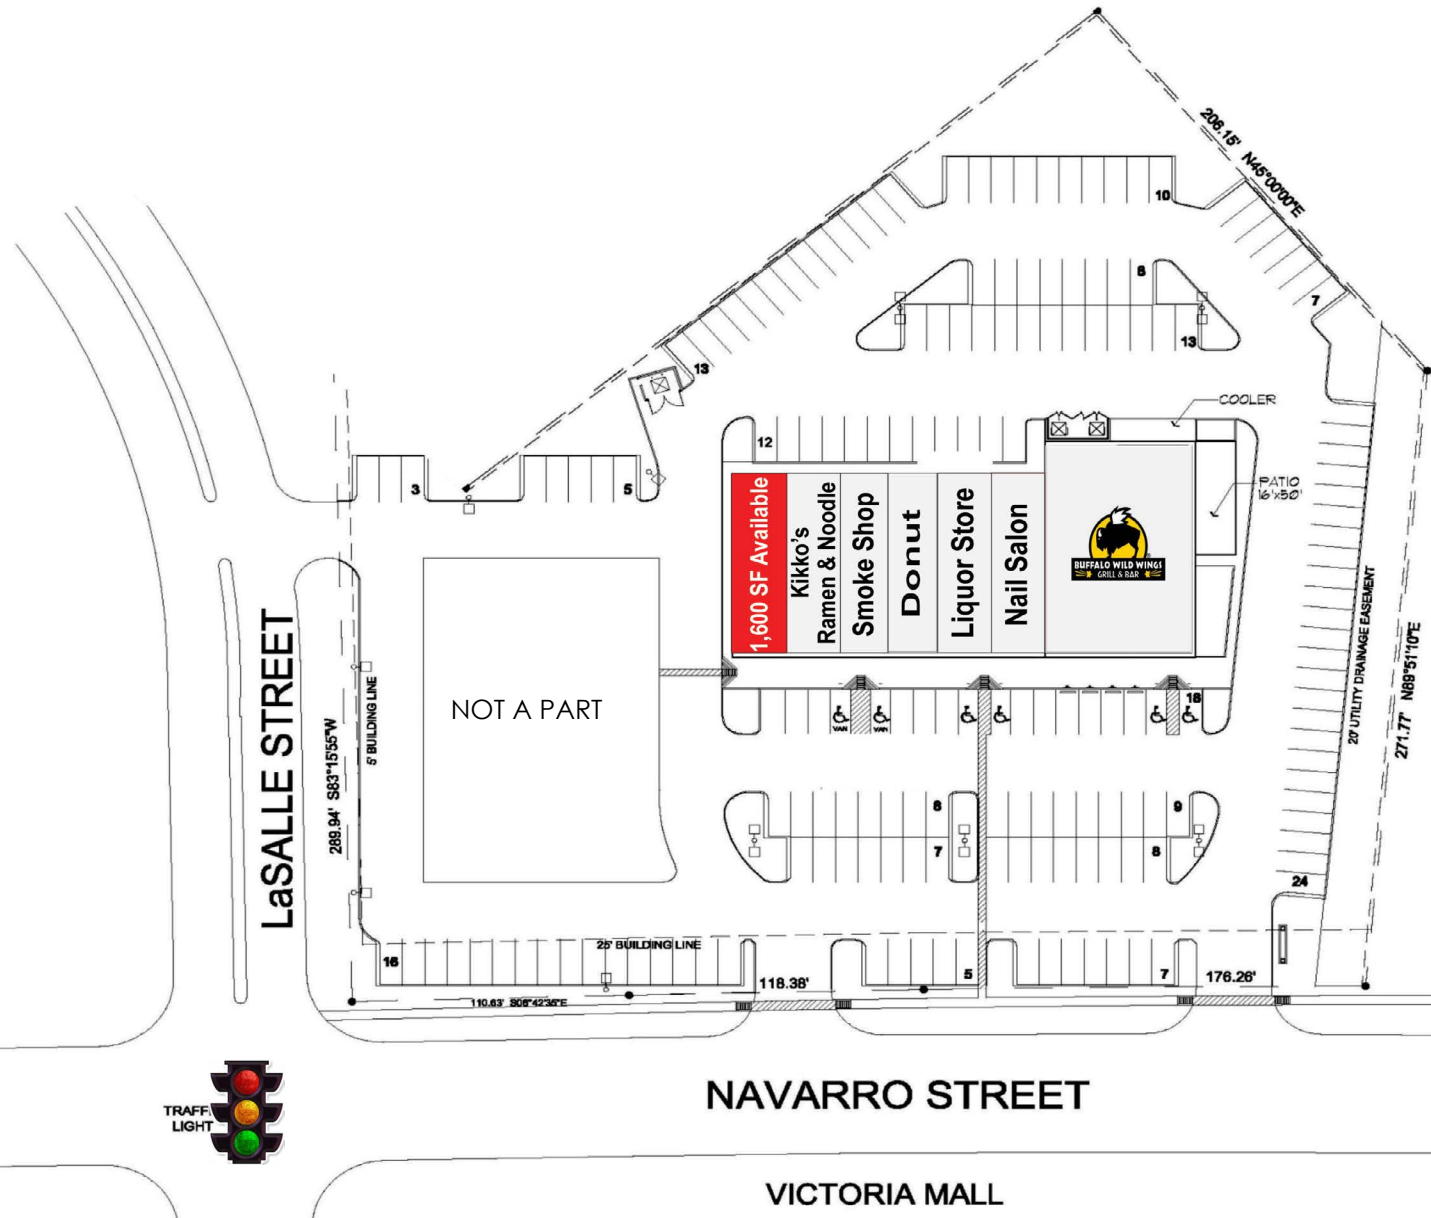 206.15' N45°00'00"E
10
8
7
13
13
COOLER
12
PATIO
16'x50'
3
5
1,600 SF Available
Kikko's
Ramen & Noodle
Smoke Shop
Donut
Liquor Store
Nail Salon
BUFFALO WILD WINGS
GRILL & BAR
LaSALLE STREET
289.94' S83°15'55"W
5' BUILDING LINE
NOT A PART
VAN
VAN
18
20' UTILITY DRAINAGE EASEMENT
271.77' N89°51'10"E
6
9
7
8
24
25' BUILDING LINE
16
5
7
118.38'
176.26'
110.63' S06°42'35"E
NAVARRO STREET
TRAFFI
LIGHT
VICTORIA MALL